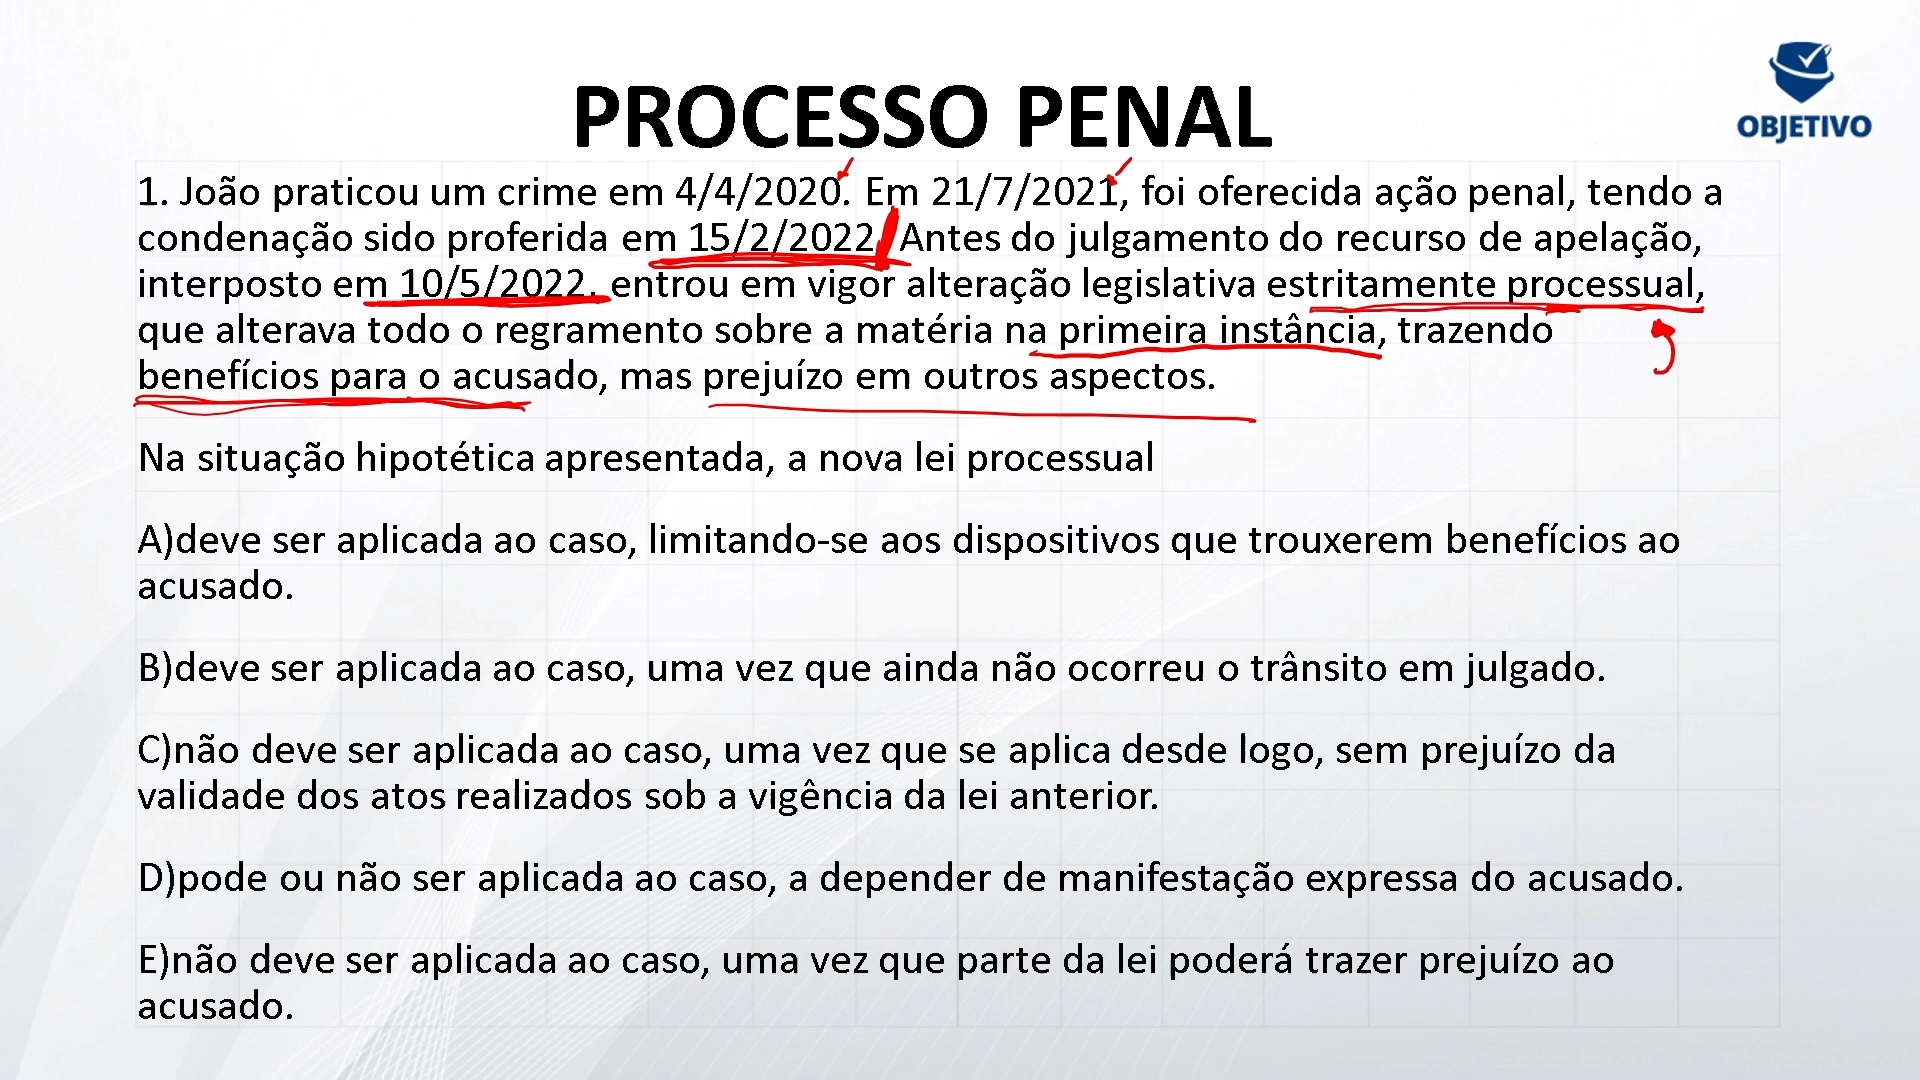 PROCESSO PENAL
OBJETIVO
1. João praticou um crime em 4/4/2020. Em 21/7/2021, foi oferecida ação penal, tendo a
condenação sido proferida em 15/2/2022. Antes do julgamento do recurso de apelação,
interposto em 10/5/2022, entrou em vigor alteração legislativa estritamente processual,
que alterava todo o regramento sobre a matéria na primeira instância, trazendo
benefícios para o acusado, mas prejuízo em outros aspectos.
Na situação hipotética apresentada, a nova lei processual
A)deve ser aplicada ao caso, limitando-se aos dispositivos que trouxerem benefícios ao
acusado.
B)deve ser aplicada ao caso, uma vez que ainda não ocorreu o trânsito em julgado.
C)não deve ser aplicada ao caso, uma vez que se aplica desde logo, sem prejuízo da
validade dos atos realizados sob a vigência da lei anterior.
D)pode ou não ser aplicada ao caso, a depender de manifestação expressa do acusado.
E)não deve ser aplicada ao caso, uma vez que parte da lei poderá trazer prejuízo ao
acusado.